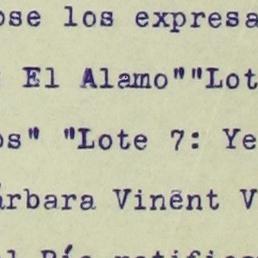 ose los expresa
El Alamo""Lot
os" "Lote 7: Ye
árbara Vinent V